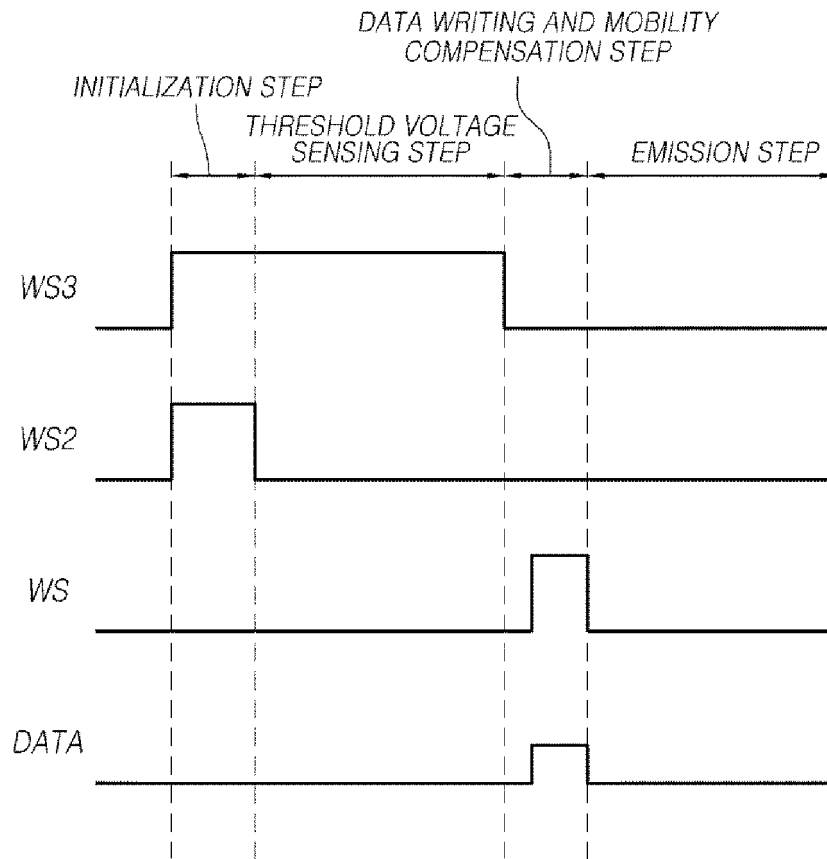 DATA WRITING AND MOBILITY
COMPENSATION STEP
INITIALIZATION STEP
THRESHOLD VOLTAGE
SENSING STEP
EMISSION STEP
WS3
WS2
WS
DATA